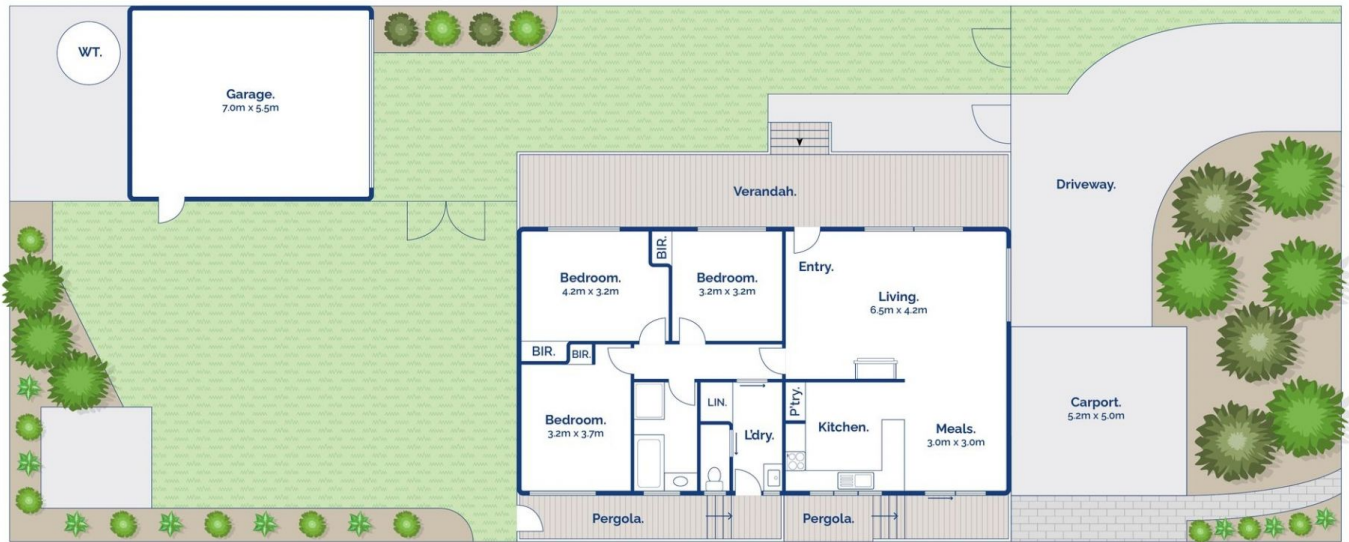 WT.
Garage.
7.0m x 5.5m
Verandah.
Driveway.
Bedroom.
4.2m x 3.2m
BIR.
Bedroom.
3.2m x 3.2m
Entry.
Living.
6.5m x 4.2m
BIR.
BIR.
Bedroom.
3.2m x 3.7m
LIN.
L'dry.
P'try.
Kitchen.
Meals.
3.0m x 3.0m
Carport.
5.2m x 5.0m
Pergola.
Pergola.